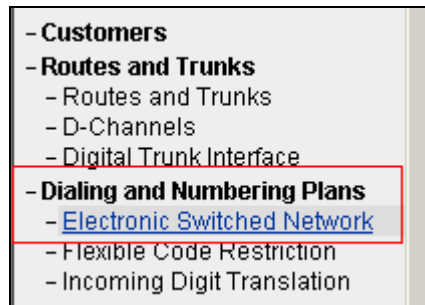 – Customers
– Routes and Trunks
– Routes and Trunks
– D-Channels
– Digital Trunk Interface
– Dialing and Numbering Plans
– Electronic Switched Network
– Flexible Code Restriction
– Incoming Digit Translation